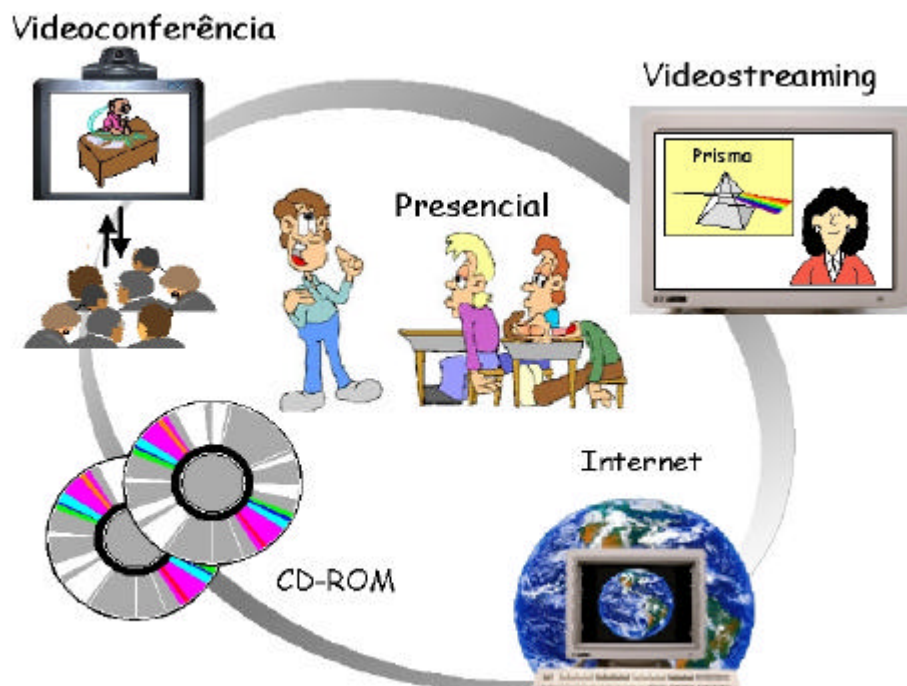 Videoconferência
Videostreaming
Prisma
Presencial
Internet
CD-ROM